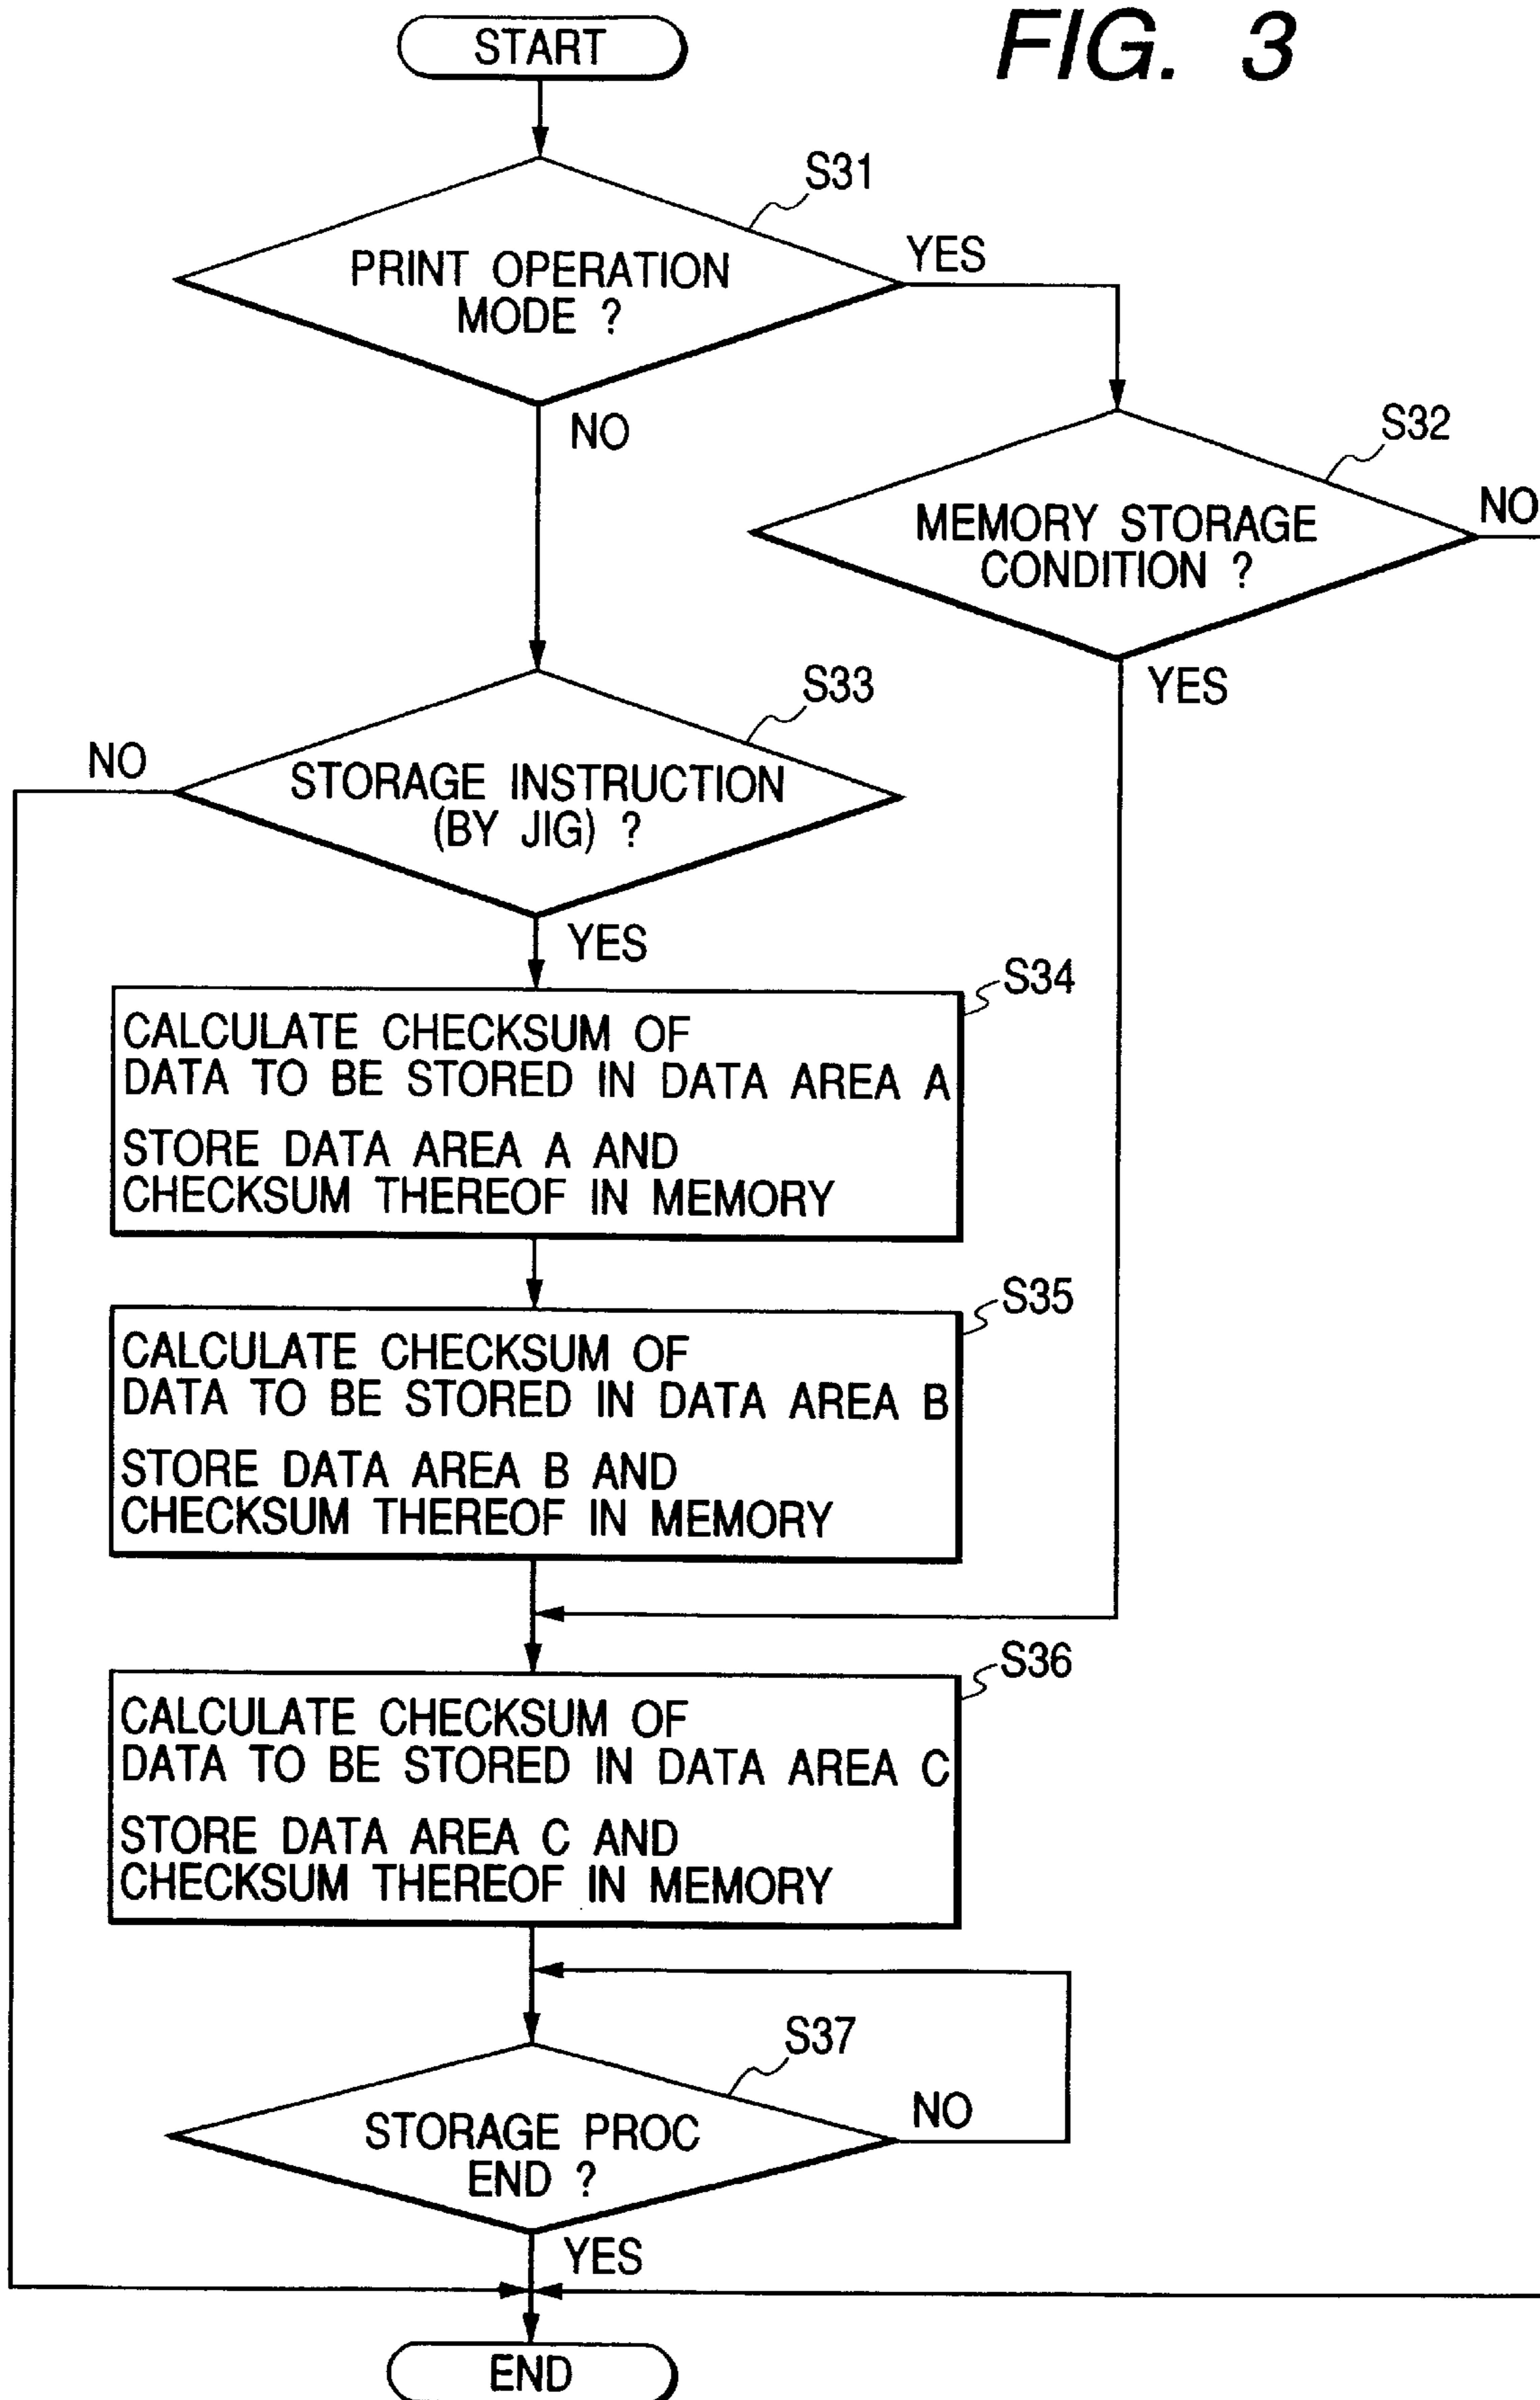 FIG. 3
START
S31
PRINT OPERATION
MODE ?
YES
NO
S32
MEMORY STORAGE
CONDITION ?
NO
YES
S33
NO
STORAGE INSTRUCTION
(BY JIG) ?
YES
S34
CALCULATE CHECKSUM OF
DATA TO BE STORED IN DATA AREA A
STORE DATA AREA A AND
CHECKSUM THEREOF IN MEMORY
S35
CALCULATE CHECKSUM OF
DATA TO BE STORED IN DATA AREA B
STORE DATA AREA B AND
CHECKSUM THEREOF IN MEMORY
S36
CALCULATE CHECKSUM OF
DATA TO BE STORED IN DATA AREA C
STORE DATA AREA C AND
CHECKSUM THEREOF IN MEMORY
S37
STORAGE PROC
END ?
NO
YES
END